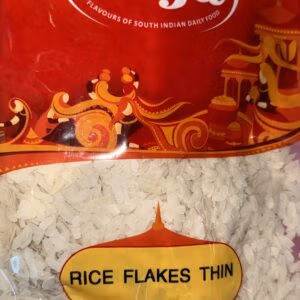 FLAVOURS OF SOUTH INDIAN DAILY FOOD
RICE FLAKES THIN